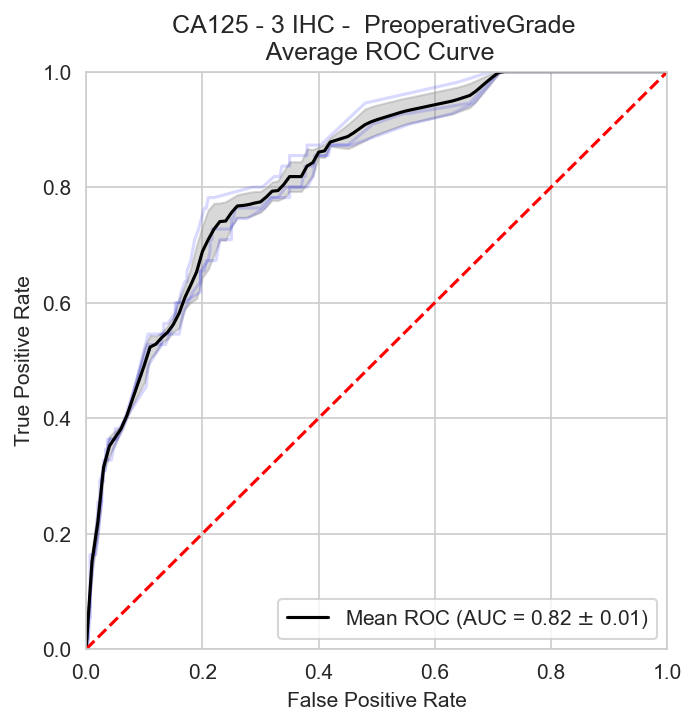 CA125 - 3 IHC -  PreoperativeGrade
Average ROC Curve
True Positive Rate
1.0
0.8
0.6
0.4
0.2
0.0
Mean ROC (AUC = 0.82 ± 0.01)
0.0 0.2 0.4 0.6 0.8 1.0
False Positive Rate